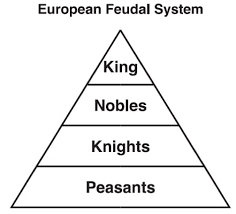 European Feudal System
King
Nobles
Knights
Peasants